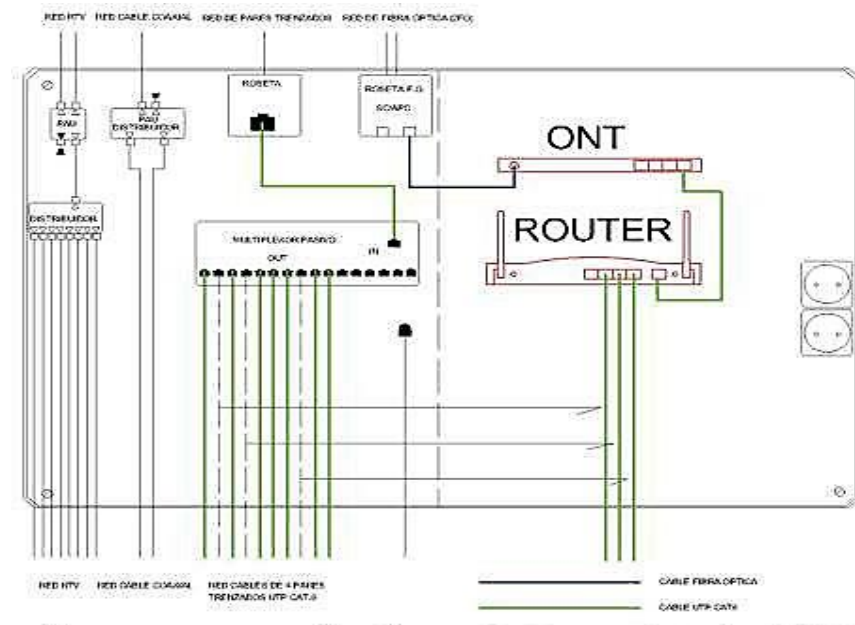 RED RTV
RED CABLE COAXIAL
RED DE PARES TRENZADOS
RED DE FIBRA OPTICA (FO)
PAU
PAU
DISTRIBUIDOR
ROSETA
ROSETA F.O.
SC/APC
ONT
DISTRIBUIDOR
MULTIPLEXOR PASIVO
OUT
IN
ROUTER
RED RTV
RED CABLE COAXIAL
RED CABLES DE 4 PARES
TRENZADOS UTP CAT.6
CABLE FIBRA OPTICA
CABLE UTP CAT6